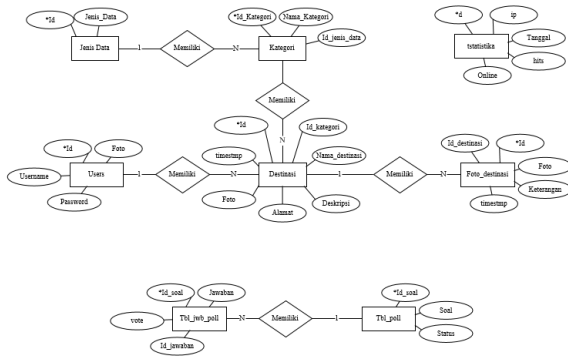 *Id
Jenis_Data
Jenis Data
1
Memiliki
N
*Id_Kategori
Nama_Kategori
Id_jenis_data
Kategori
*d
ip
Tanggal
hits
Online
tstatistika
Memiliki
N
*Id
Foto
Username
Password
Users
1
Memiliki
N
*Id
Id_kategori
timestmp
Nama_destinasi
Foto
Alamat
Deskripsi
Destinasi
1
Memiliki
N
Id_destinasi
*Id
Foto
Keterangan
timestmp
Foto_destinasi
*Id_soal
Jawaban
vote
Id_jawaban
Tbl_jwb_poll
N
Memiliki
1
*Id_soal
Soal
Status
Tbl_poll